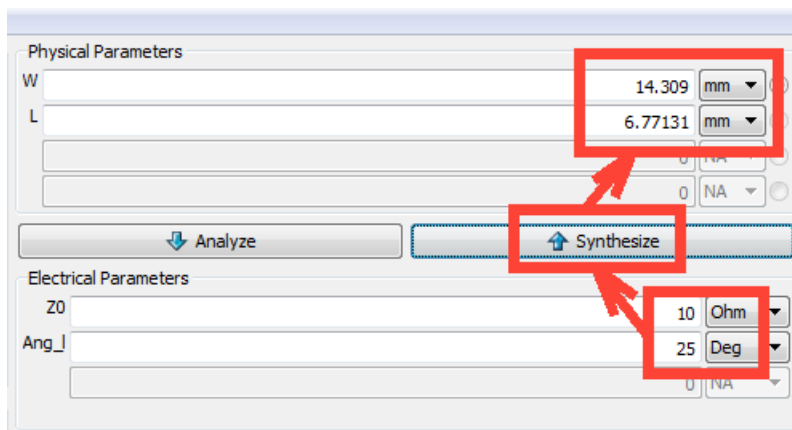 Physical Parameters
W 14.309 mm
L 6.77131 mm
0 NA
0 NA
Analyze Synthesize
Electrical Parameters
Z0 10 Ohm
Ang_l 25 Deg
0 NA